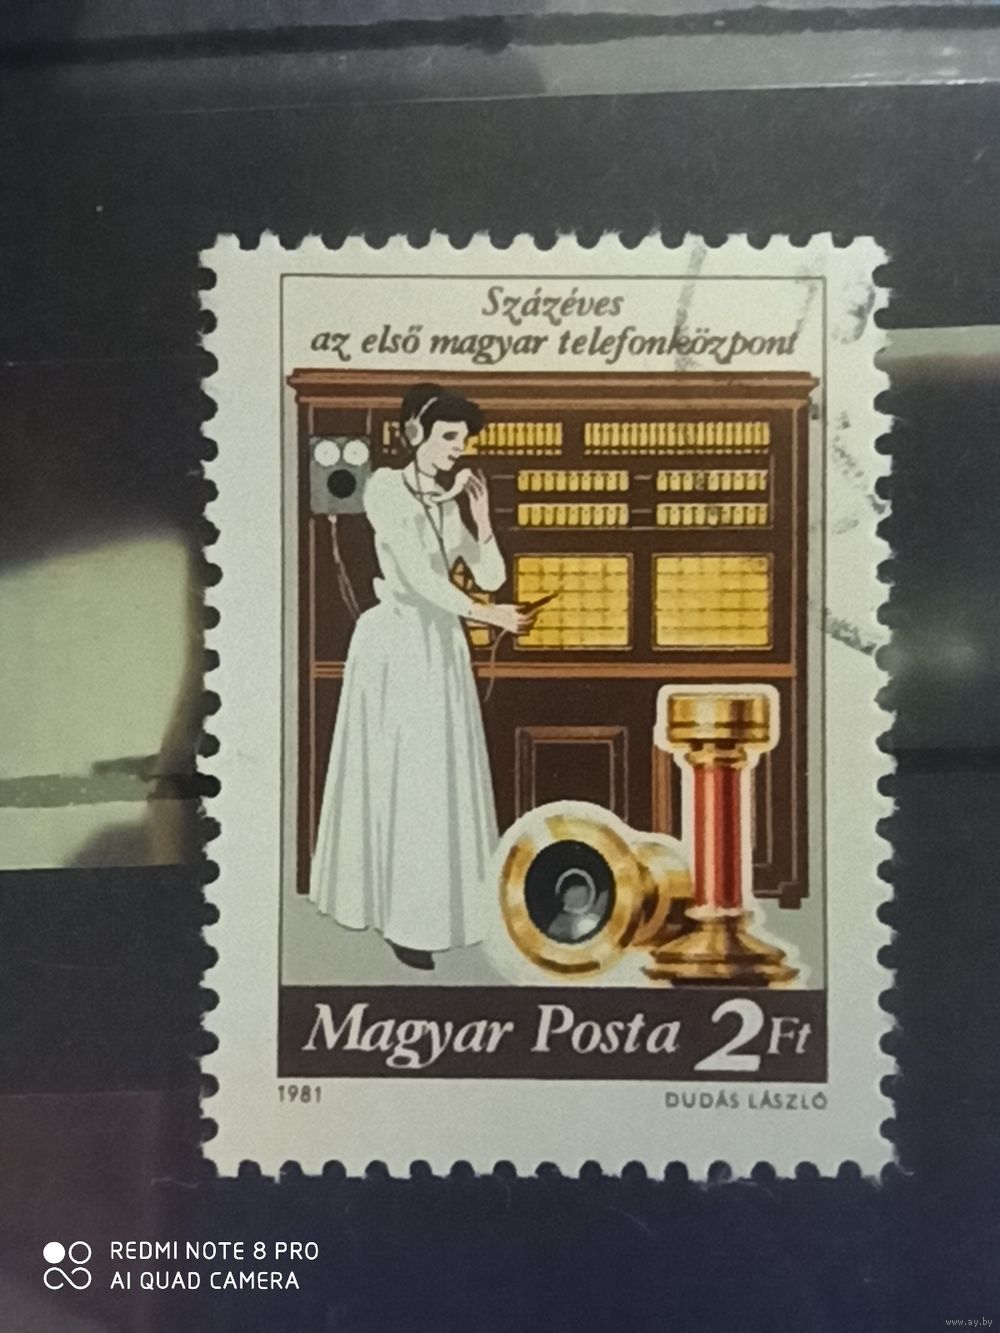 Százéves
az első magyar telefonközpont
Magyar Posta 2Ft
1981 DUDÁS LÁSZLÓ
REDMI NOTE 8 PRO
AI QUAD CAMERA
www.ay.by